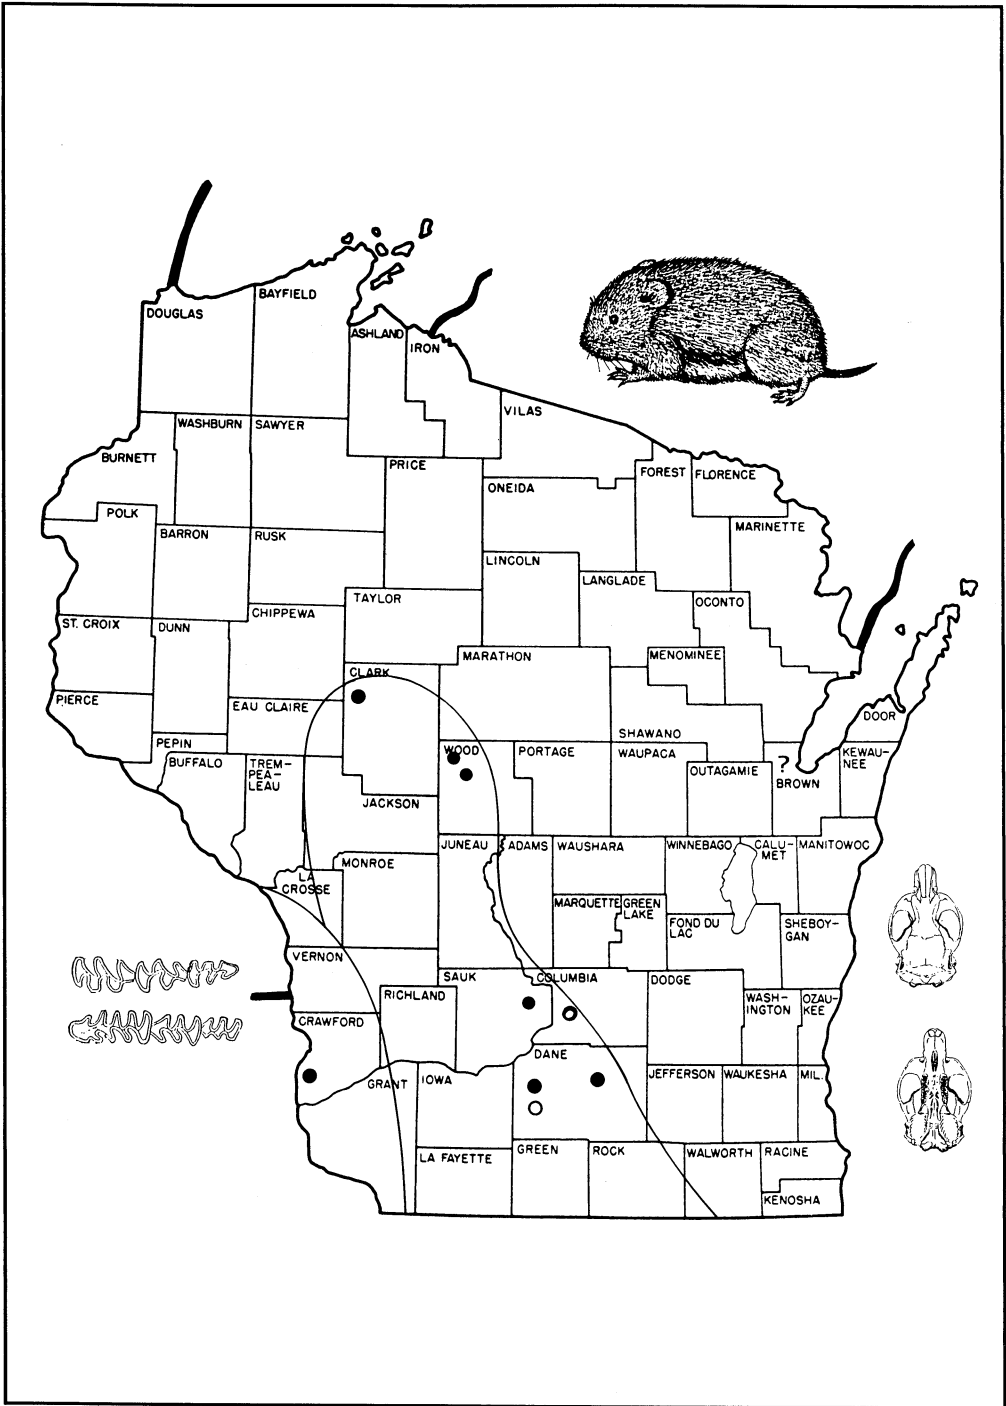 BAYFIELD
DOUGLAS
ASHLAND
IRON
VILAS
WASHBURN
SAWYER
BURNETT
PRICE
FOREST
FLORENCE
ONEIDA
POLK
MARINETTE
BARRON
RUSK
LINCOLN
LANGLADE
TAYLOR
OCONTO
CHIPPEWA
ST. CROIX
DUNN
MARATHON
MENOMINEE
CLARK
PIERCE
EAU CLAIRE
DOOR
SHAWANO
PEPIN
WOOD
PORTAGE
WAUPACA
KEWAU-
NEE
BUFFALO
TREM-
PEA-
LEAU
OUTAGAMIE
?
BROWN
JACKSON
JUNEAU
ADAMS
WAUSHARA
WINNEBAGO
CALU-
MET
MANITOWOC
MONROE
LA
CROSSE
MARQUETTE
GREEN
LAKE
FOND DU
LAC
SHEBOY-
GAN
VERNON
SAUK
COLUMBIA
DODGE
RICHLAND
WASH-
INGTON
OZAU-
KEE
CRAWFORD
DANE
GRANT
IOWA
JEFFERSON
WAUKESHA
MIL.
LA FAYETTE
GREEN
ROCK
WALWORTH
RACINE
KENOSHA